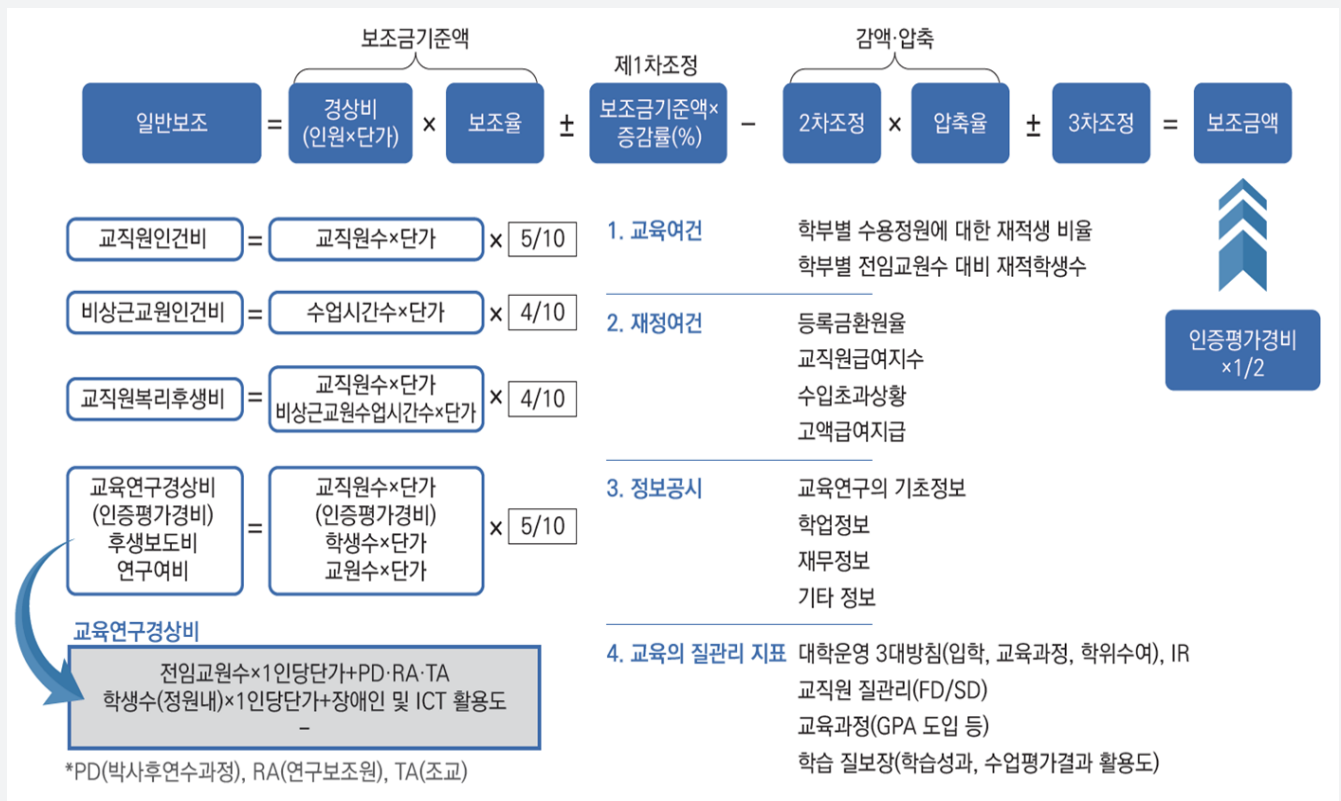 보조금기준액
감액·압축
제1차조정
일반보조 = 경상비 (인원×단가) × 보조율 ± 보조금기준액× 증감률(%) − 2차조정 × 압축율 ± 3차조정 = 보조금액
교직원인건비 = 교직원수×단가 × 5/10
비상근교원인건비 = 수업시간수×단가 × 4/10
교직원복리후생비 = 교직원수×단가
비상근교원수업시간수×단가 × 4/10
교육연구경상비
(인증평가경비)
후생보도비
연구여비
=
교직원수×단가
(인증평가경비)
학생수×단가
교원수×단가
× 5/10
교육연구경상비
전임교원수×1인당단가+PD·RA·TA
학생수(정원내)×1인당단가+장애인 및 ICT 활용도
–
*PD(박사후연수과정), RA(연구보조원), TA(조교)
1. 교육여건
학부별 수용정원에 대한 재적생 비율
학부별 전임교원수 대비 재적학생수
2. 재정여건
등록금환원율
교직원급여지수
수입초과상황
고액급여지급
3. 정보공시
교육연구의 기초정보
학업정보
재무정보
기타 정보
4. 교육의 질관리 지표
대학운영 3대방침(입학, 교육과정, 학위수여), IR
교직원 질관리(FD/SD)
교육과정(GPA 도입 등)
학습 질보장(학습성과, 수업평가결과 활용도)
인증평가경비
×1/2